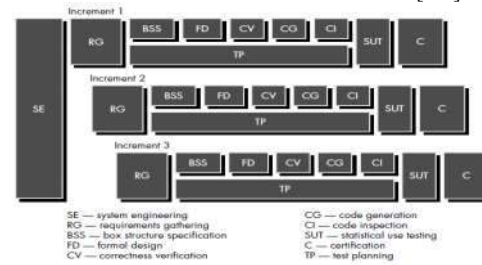 Increment 1
SE
RG
BSS FD CV CG CI
TP
SUT
C
Increment 2
RG
BSS FD CV CG CI
TP
SUT
C
Increment 3
RG
BSS FD CV CG CI
TP
SUT
C
SE — system engineering
RG — requirements gathering
BSS — box structure specification
FD — formal design
CV — correctness verification
CG — code generation
CI — code inspection
SUT — statistical use testing
C — certification
TP — test planning